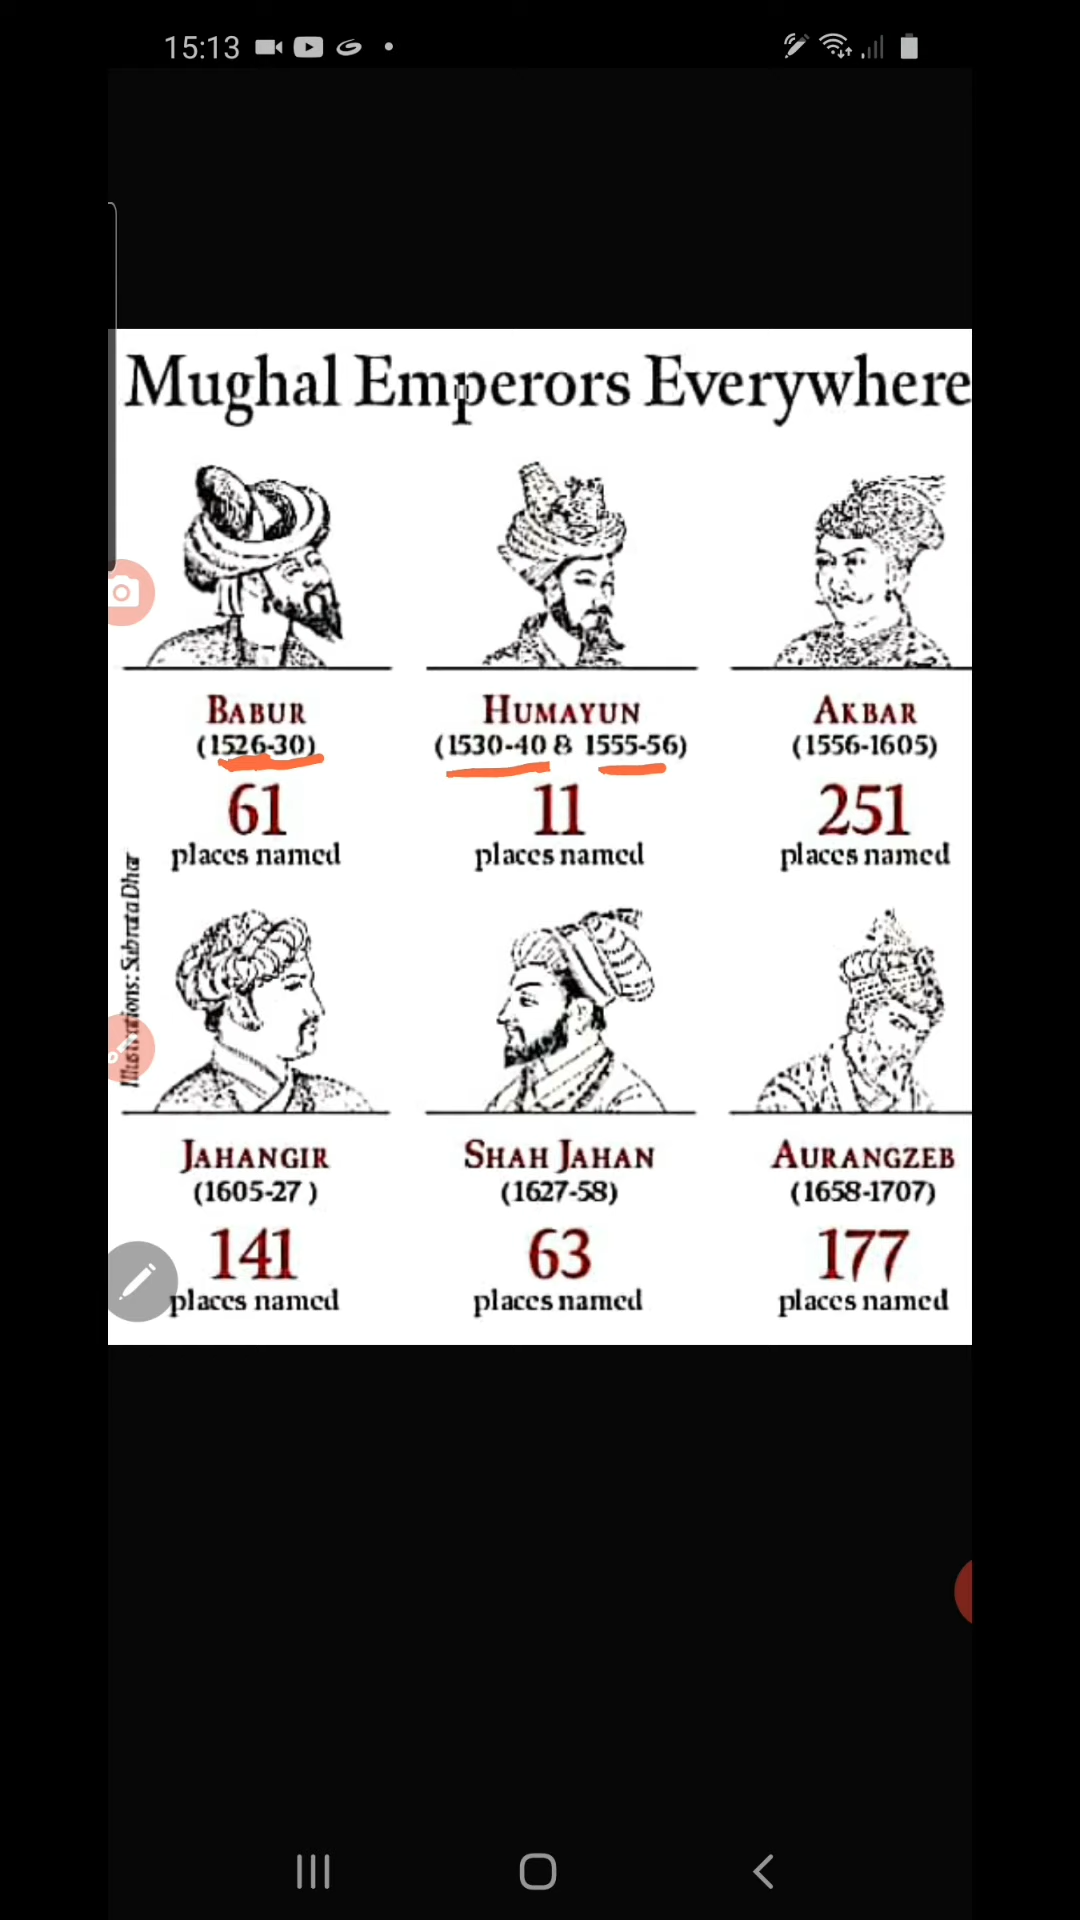 15:13
Mughal Emperors Everywhere
BABUR
(1526-30)
61
places named
HUMAYUN
(1530-40 & 1555-56)
11
places named
AKBAR
(1556-1605)
251
places named
Illustrations: Subrata Dhar
JAHANGIR
(1605-27 )
141
places named
SHAH JAHAN
(1627-58)
63
places named
AURANGZEB
(1658-1707)
177
places named